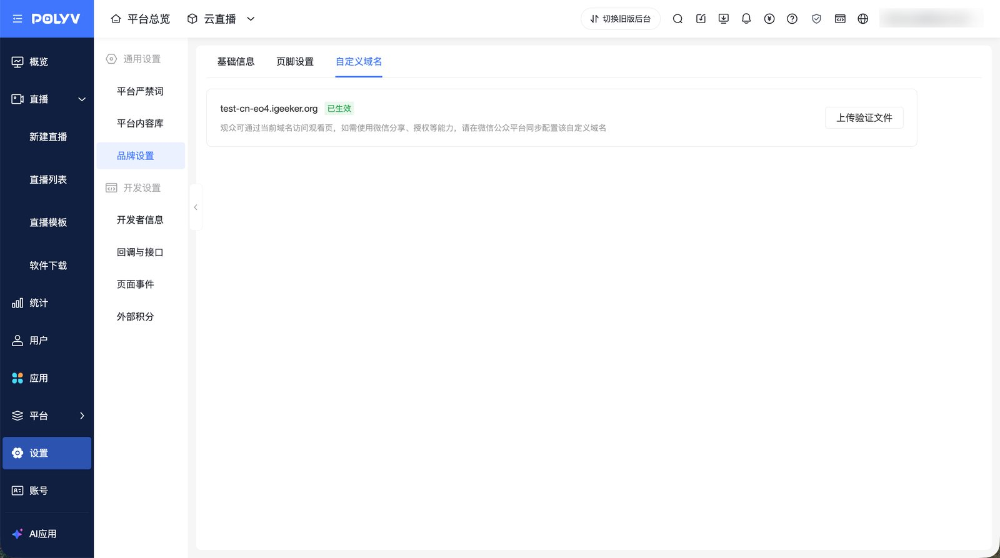 POLYV
平台总览
云直播
切换旧版后台
概览
直播
新建直播
直播列表
直播模板
软件下载
统计
用户
应用
平台
设置
账号
AI应用
通用设置
平台严禁词
平台内容库
品牌设置
开发设置
开发者信息
回调与接口
页面事件
外部积分
基础信息
页脚设置
自定义域名
test-cn-eo4.igeeker.org 已生效
观众可通过当前域名访问观看页，如需使用微信分享、授权等能力，请在微信公众平台同步配置该自定义域名
上传验证文件